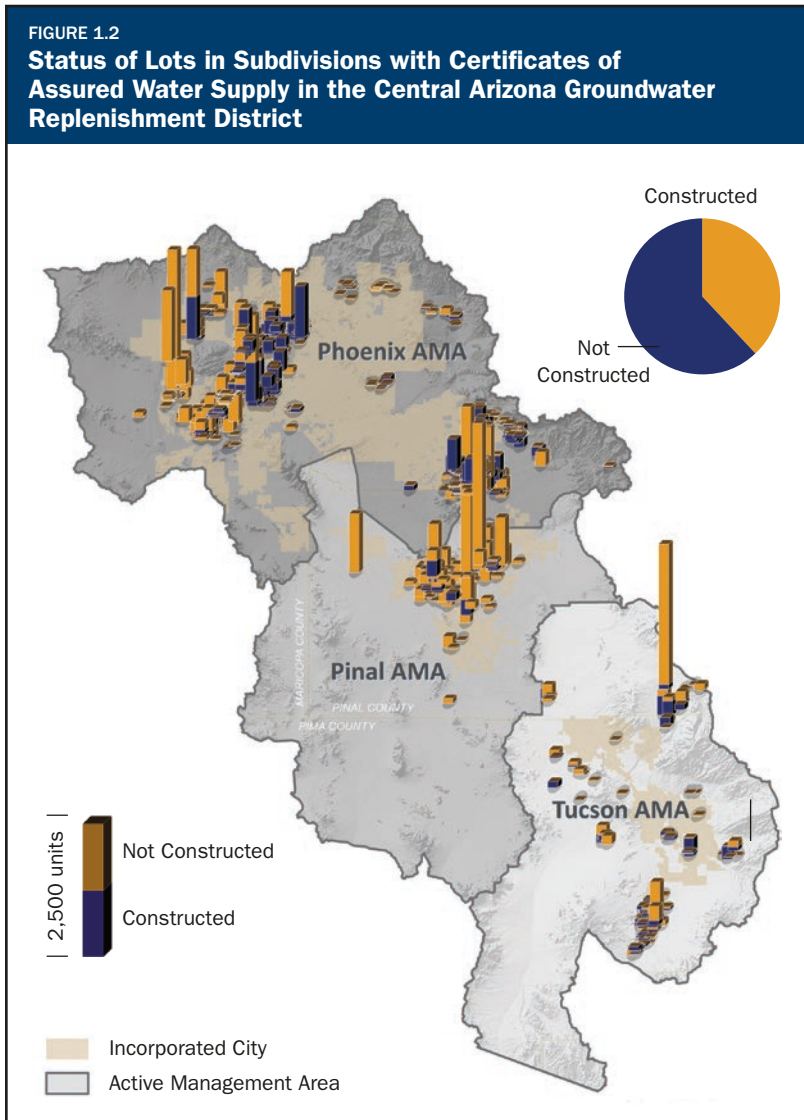 FIGURE 1.2
Status of Lots in Subdivisions with Certificates of
Assured Water Supply in the Central Arizona Groundwater
Replenishment District
Constructed
Not
Constructed
Phoenix AMA
Pinal AMA
MARICOPA COUNTY
PINAL COUNTY
PIMA COUNTY
Tucson AMA
2,500 units
Not Constructed
Constructed
Incorporated City
Active Management Area